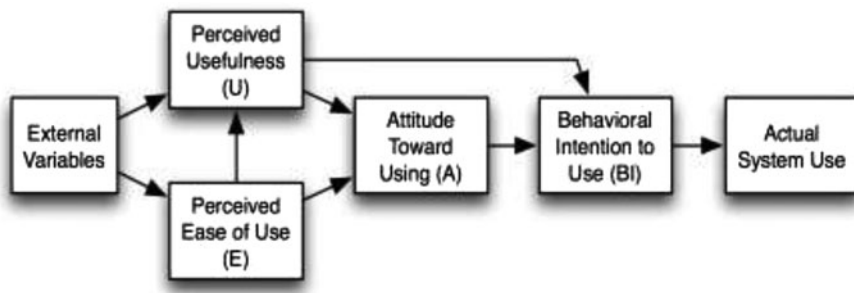 External
Variables
Perceived
Usefulness
(U)
Perceived
Ease of Use
(E)
Attitude
Toward
Using (A)
Behavioral
Intention to
Use (BI)
Actual
System Use